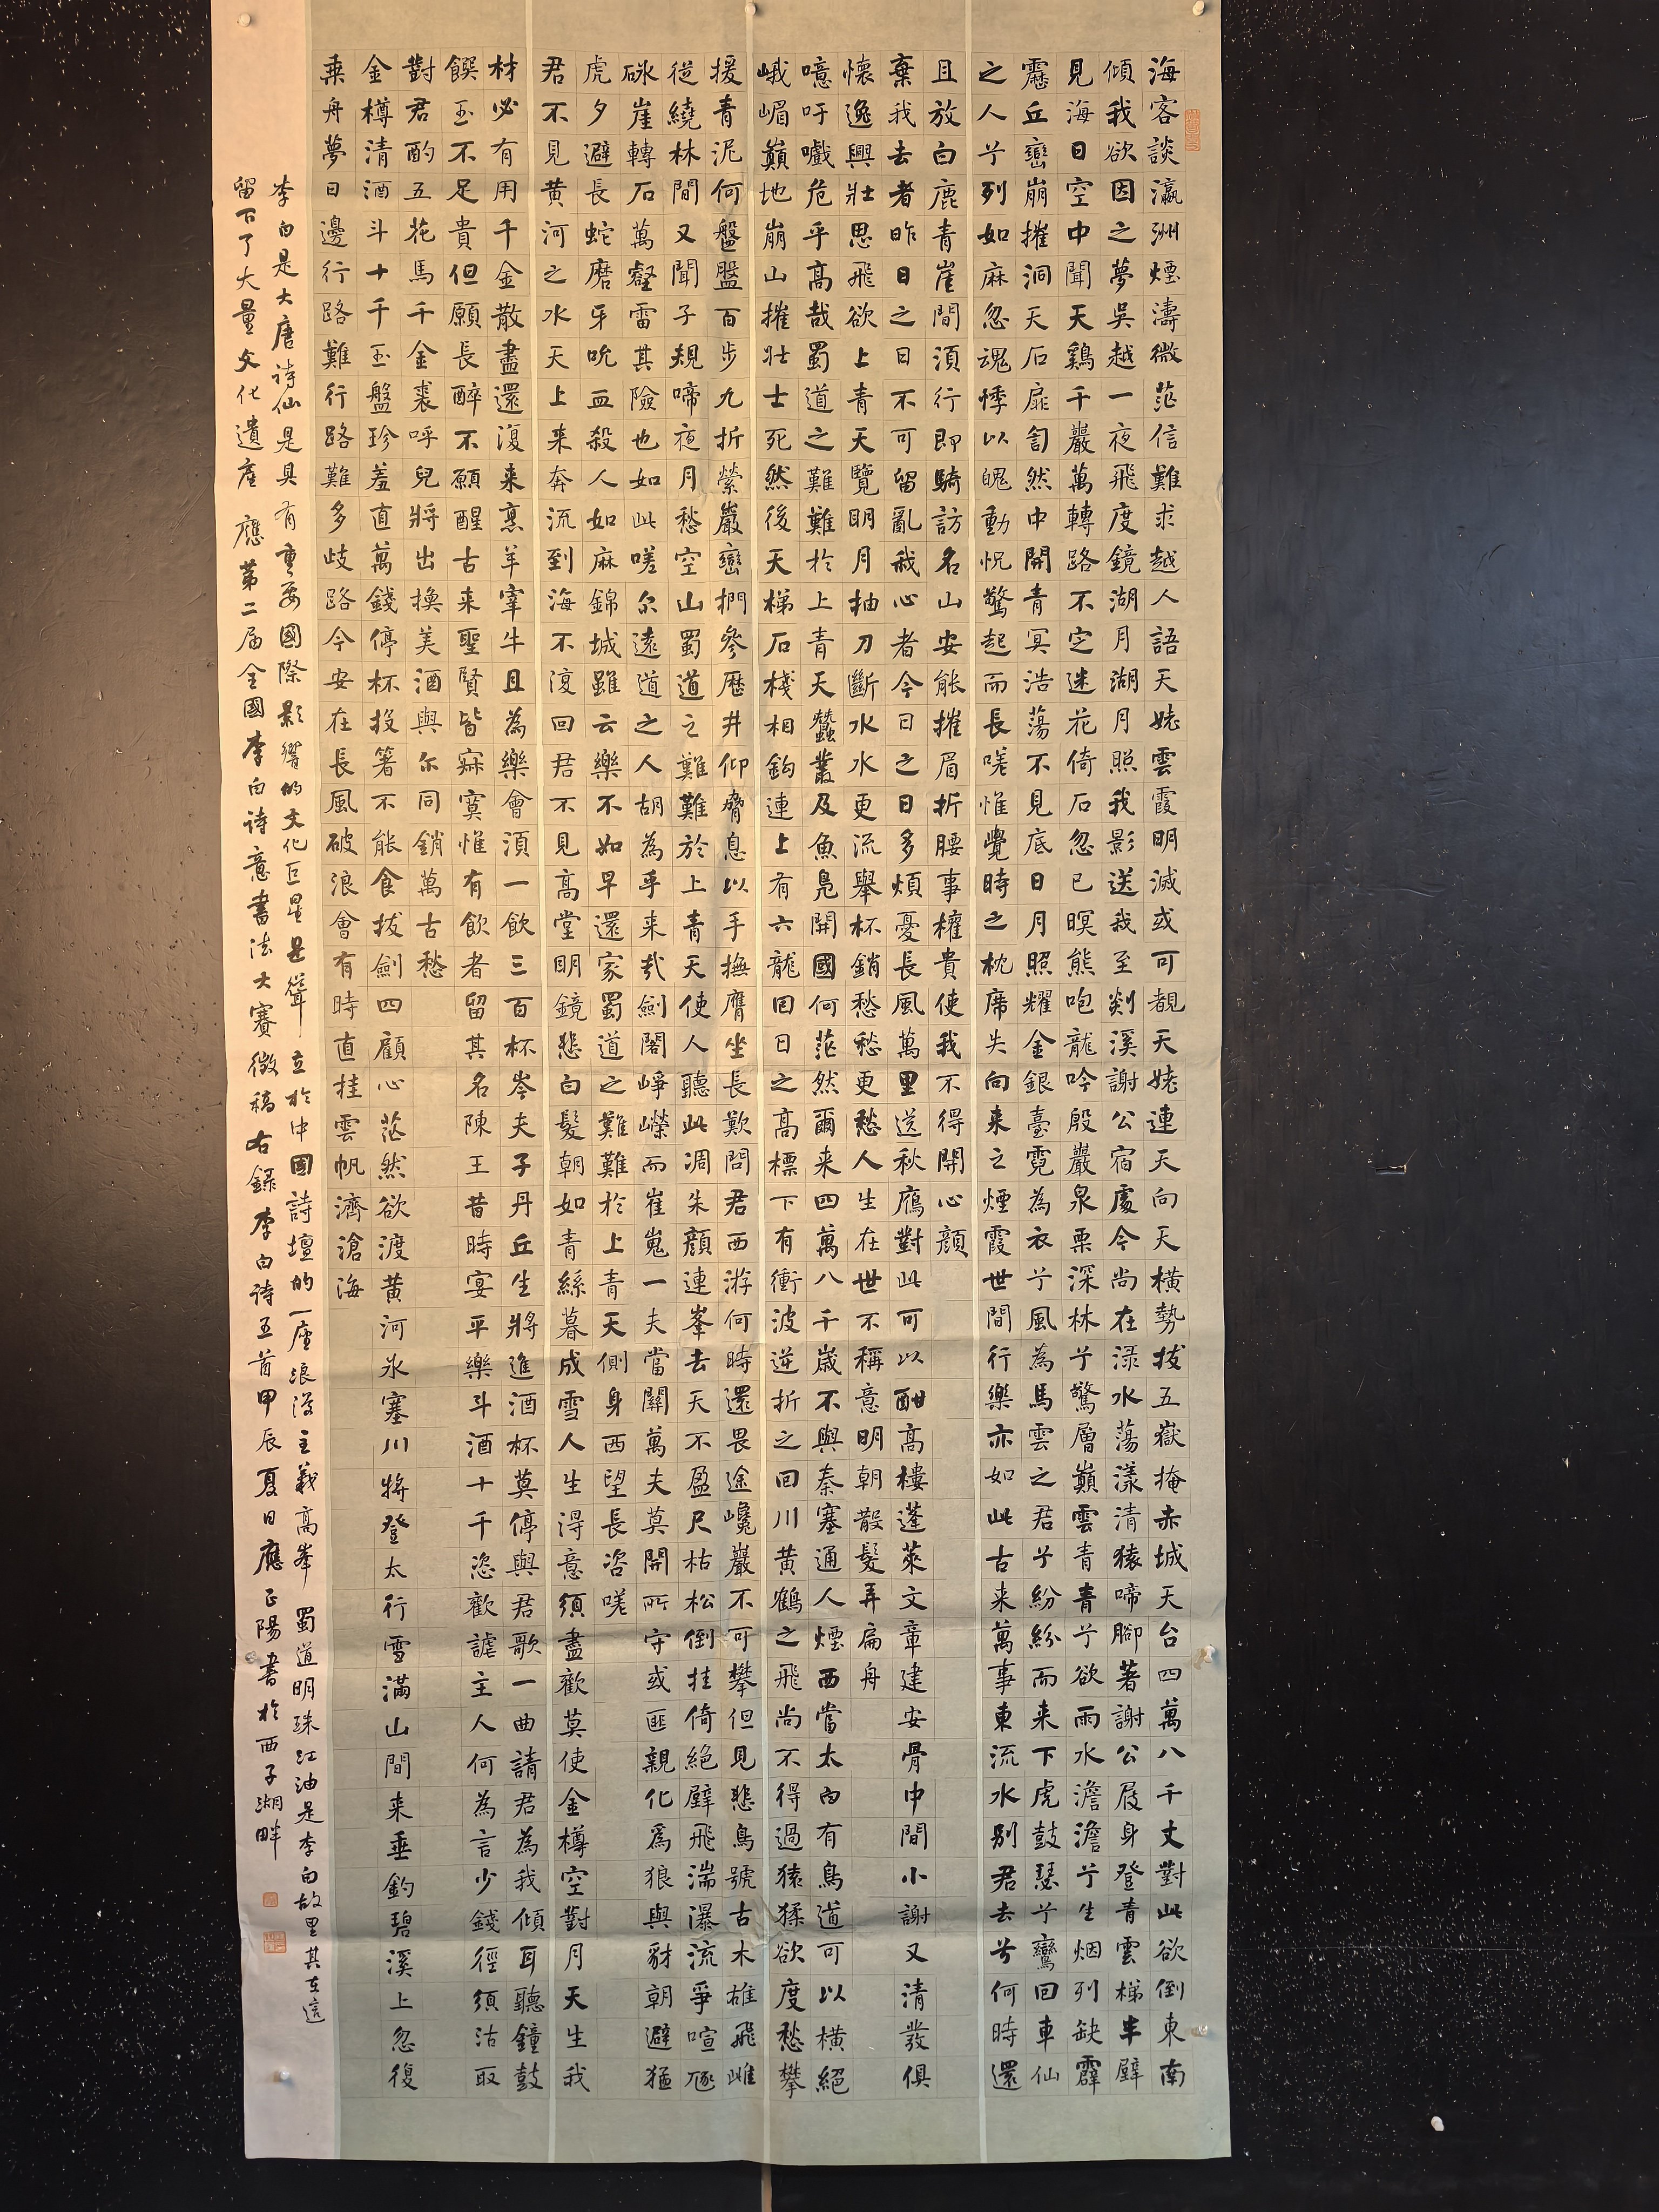 海客談瀛洲煙濤微茫信難求越人語天姥雲霞明滅或可覩天姥連天向天橫勢拔五嶽掩赤城天台四萬八千丈對此欲倒東南
傾我欲因之夢吳越一夜飛度鏡湖月湖月照我影送我至剡溪謝公宿處今尚在淥水蕩漾清猿啼腳著謝公屐身登青雲梯半壁
見海日空中聞天鷄千巖萬轉路不定迷花倚石忽已暝熊咆龍吟殷巖泉栗深林兮驚層巔雲青青兮欲雨水澹澹兮生烟列缺霹
靂丘巒崩摧洞天石扉訇然中開青冥浩蕩不見底日月照耀金銀臺霓為衣兮風為馬雲之君兮紛紛而来下虎鼓瑟兮鸞回車仙
之人兮列如麻忽魂悸以魄動怳驚起而長嗟惟覺時之枕席失向来之煙霞世間行樂亦如此古来萬事東流水別君去兮何時還
且放白鹿青崖間須行即騎訪名山安能摧眉折腰事權貴使我不得開心顏
棄我去者昨日之日不可留亂我心者今日之日多煩憂長風萬里送秋鴈對此可以酣高樓蓬萊文章建安骨中間小謝又清發俱
懷逸興壯思飛欲上青天覽明月抽刀斷水水更流舉杯銷愁愁更愁人生在世不稱意明朝散髮弄扁舟
噫吁嚱危乎高哉蜀道之難難於上青天蠶叢及魚鳧開國何茫然爾来四萬八千歲不與秦塞通人煙西當太白有鳥道可以橫絕
峨嵋巔地崩山摧壯士死然後天梯石棧相鈎連上有六龍回日之高標下有衝波逆折之回川黃鶴之飛尚不得過猿猱欲度愁攀
援青泥何盤盤百步九折縈巖巒捫參歷井仰脅息以手撫膺坐長歎問君西游何時還畏途巉巖不可攀但見悲鳥號古木雄飛雌
從繞林間又聞子規啼夜月愁空山蜀道之難難於上青天使人聽此凋朱顏連峯去天不盈尺枯松倒挂倚絕壁飛湍瀑流爭喧豗
砯崖轉石萬壑雷其險也如此嗟尔遠道之人胡為乎来哉劍閣崢嶸而崔嵬一夫當關萬夫莫開所守或匪親化為狼與豺朝避猛
虎夕避長蛇磨牙吮血殺人如麻錦城雖云樂不如早還家蜀道之難難於上青天側身西望長咨嗟
君不見黃河之水天上来奔流到海不復回君不見高堂明鏡悲白髮朝如青絲暮成雪人生得意須盡歡莫使金樽空對月天生我
材必有用千金散盡還復来烹羊宰牛且為樂會須一飲三百杯岑夫子丹丘生將進酒杯莫停與君歌一曲請君為我傾耳聽鐘鼓
饌玉不足貴但願長醉不願醒古来聖賢皆寂寞惟有飲者留其名陳王昔時宴平樂斗酒十千恣歡謔主人何為言少錢徑須沽取
對君酌五花馬千金裘呼兒將出換美酒與尔同銷萬古愁
金樽清酒斗十千玉盤珍羞直萬錢停杯投箸不能食拔劍四顧心茫然欲渡黃河氷塞川將登太行雪滿山間来垂釣碧溪上忽復
乘舟夢日邊行路難行路難多歧路今安在長風破浪會有時直挂雲帆濟滄海
李白是大唐詩仙是具有重要國際影響的文化巨星是聳立於中國詩壇的一座浪漫主義高峯蜀道明珠江油是李白故里其在這
留下了大量文化遺產應第二屆全國李白詩意書法大賽徵稿右錄李白詩五首甲辰夏日應正陽書於西子湖畔